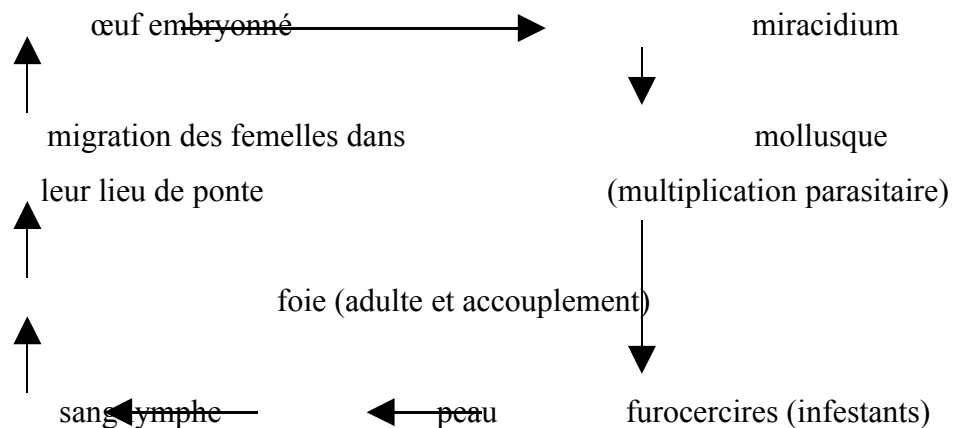 œuf embryonné miracidium
migration des femelles dans mollusque
leur lieu de ponte (multiplication parasitaire)
foie (adulte et accouplement)
sang lymphe peau furocercires (infestants)